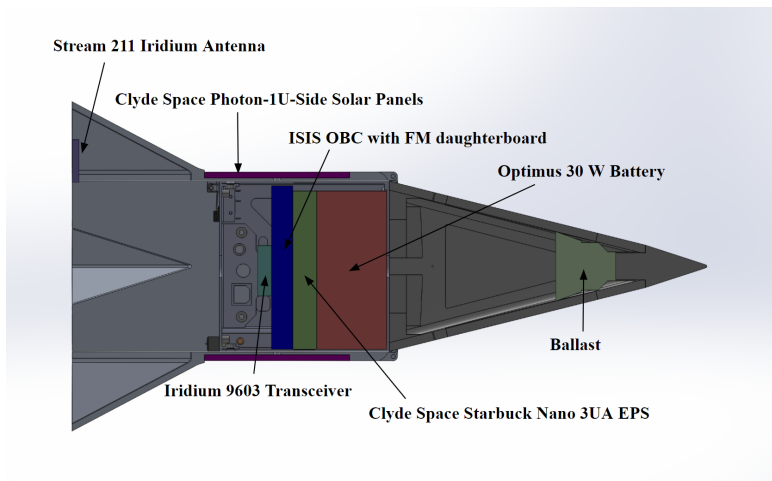 Stream 211 Iridium Antenna
Clyde Space Photon-1U-Side Solar Panels
ISIS OBC with FM daughterboard
Optimus 30 W Battery
Ballast
Iridium 9603 Transceiver
Clyde Space Starbuck Nano 3UA EPS